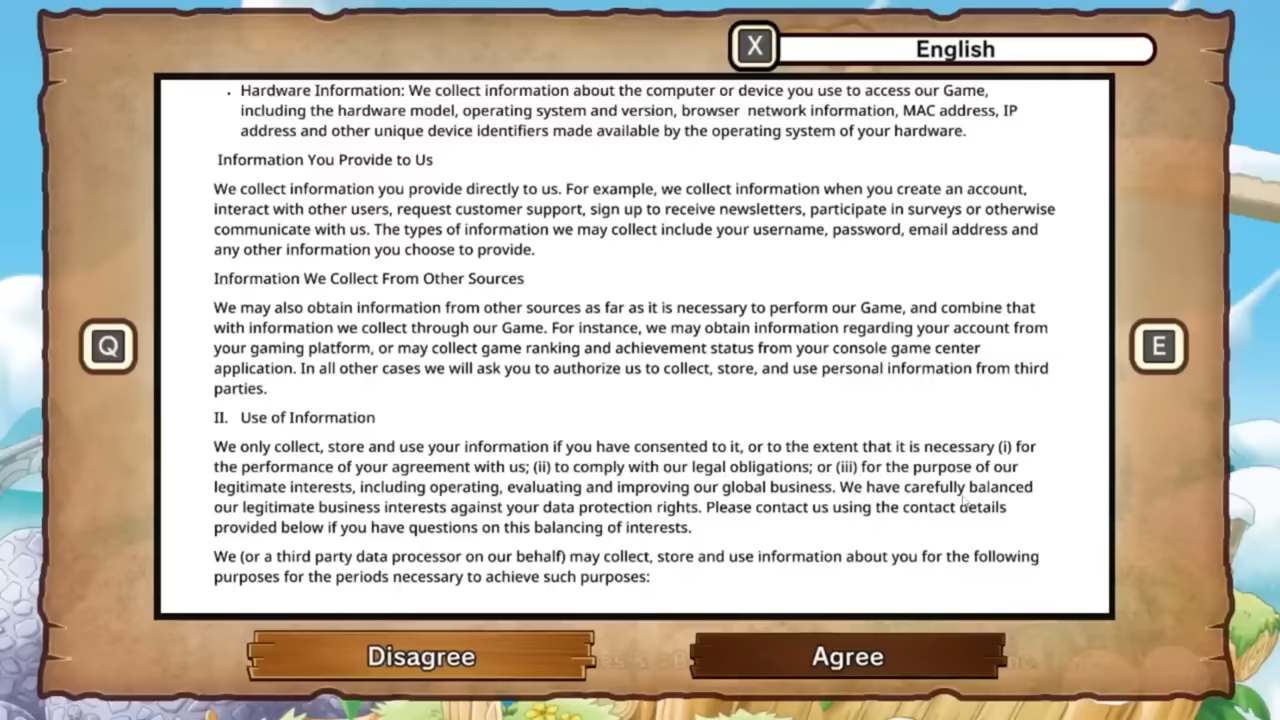 X
English
· Hardware Information: We collect information about the computer or device you use to access our Game,
including the hardware model, operating system and version, browser  network information, MAC address, IP
address and other unique device identifiers made available by the operating system of your hardware.
Information You Provide to Us
We collect information you provide directly to us. For example, we collect information when you create an account,
interact with other users, request customer support, sign up to receive newsletters, participate in surveys or otherwise
communicate with us. The types of information we may collect include your username, password, email address and
any other information you choose to provide.
Information We Collect From Other Sources
We may also obtain information from other sources as far as it is necessary to perform our Game, and combine that
with information we collect through our Game. For instance, we may obtain information regarding your account from
your gaming platform, or may collect game ranking and achievement status from your console game center
application. In all other cases we will ask you to authorize us to collect, store, and use personal information from third
parties.
II.   Use of Information
We only collect, store and use your information if you have consented to it, or to the extent that it is necessary (i) for
the performance of your agreement with us; (ii) to comply with our legal obligations; or (iii) for the purpose of our
legitimate interests, including operating, evaluating and improving our global business. We have carefully balanced
our legitimate business interests against your data protection rights. Please contact us using the contact details
provided below if you have questions on this balancing of interests.
We (or a third party data processor on our behalf) may collect, store and use information about you for the following
purposes for the periods necessary to achieve such purposes:
Q
E
Disagree
Agree